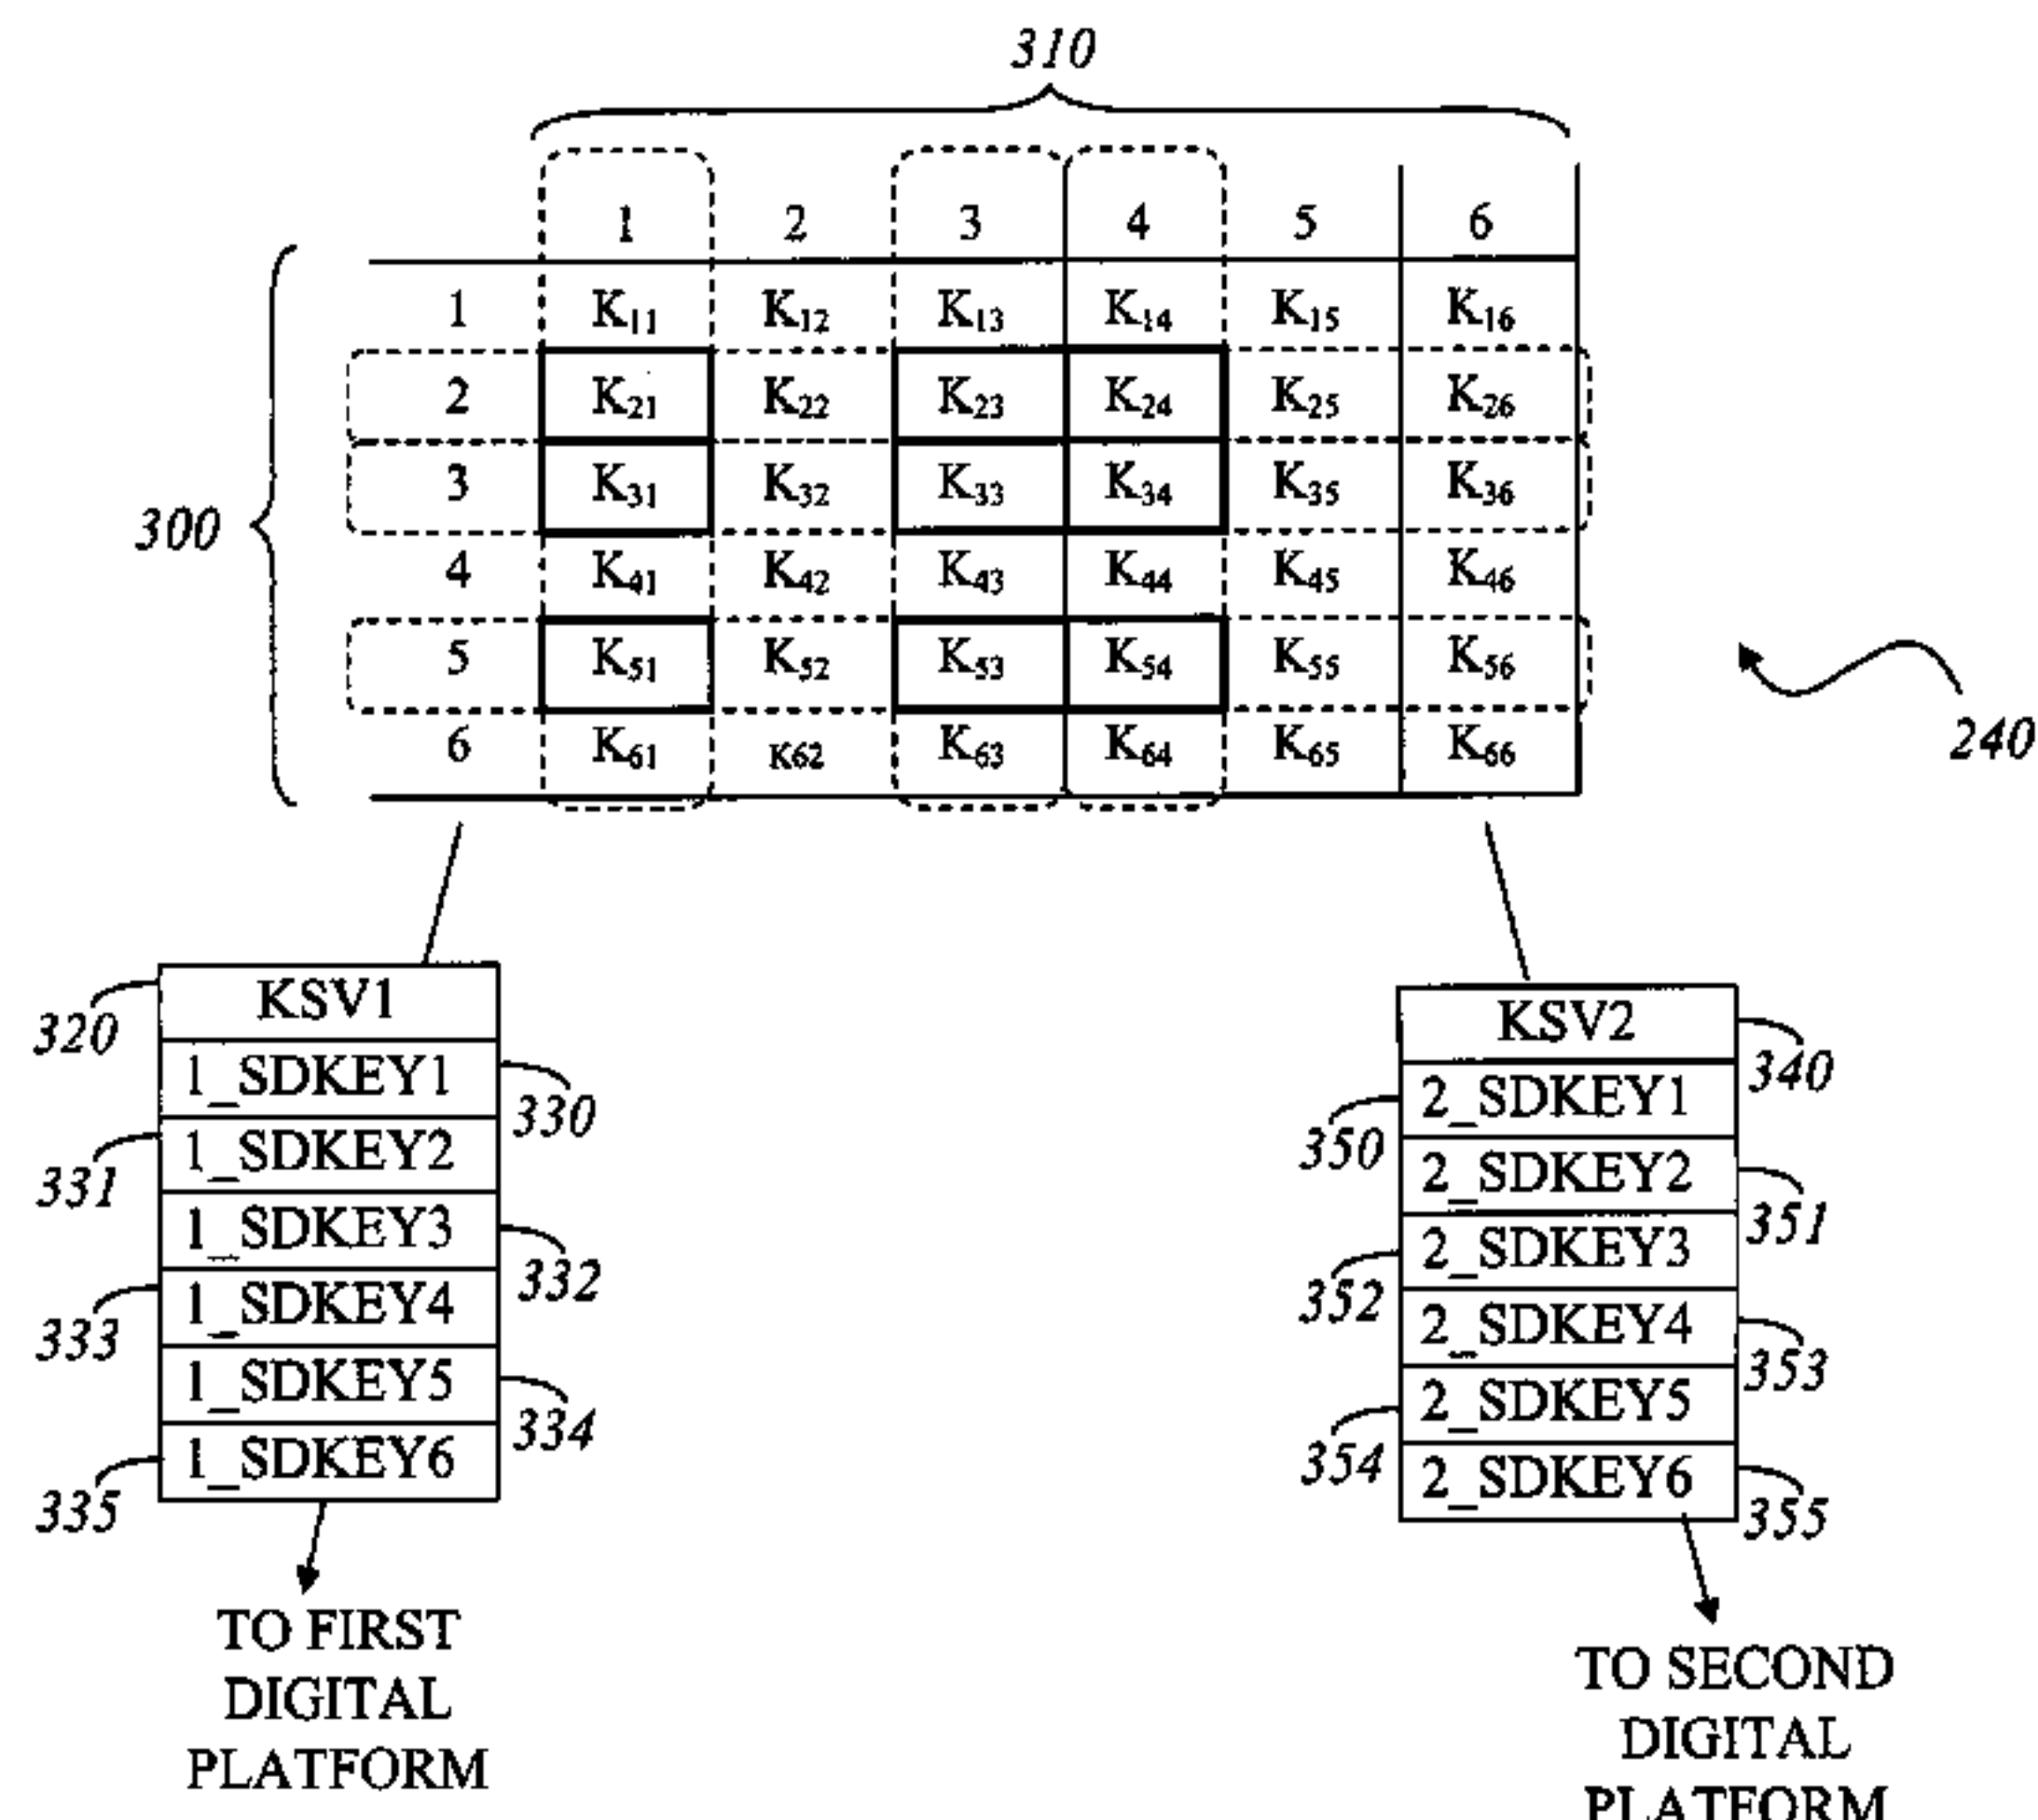 310
1 2 3 4 5 6
1 K11 K12 K13 K14 K15 K16
2 K21 K22 K23 K24 K25 K26
3 K31 K32 K33 K34 K35 K36
300
4 K41 K42 K43 K44 K45 K46
5 K51 K52 K53 K54 K55 K56
6 K61 K62 K63 K64 K65 K66
240
KSV1
320
1_SDKEY1
330
1_SDKEY2
331
1_SDKEY3
332
1_SDKEY4
333
1_SDKEY5
334
1_SDKEY6
335
TO FIRST
DIGITAL
PLATFORM
KSV2
340
2_SDKEY1
350
2_SDKEY2
351
2_SDKEY3
352
2_SDKEY4
353
2_SDKEY5
354
2_SDKEY6
355
TO SECOND
DIGITAL
PLATFORM